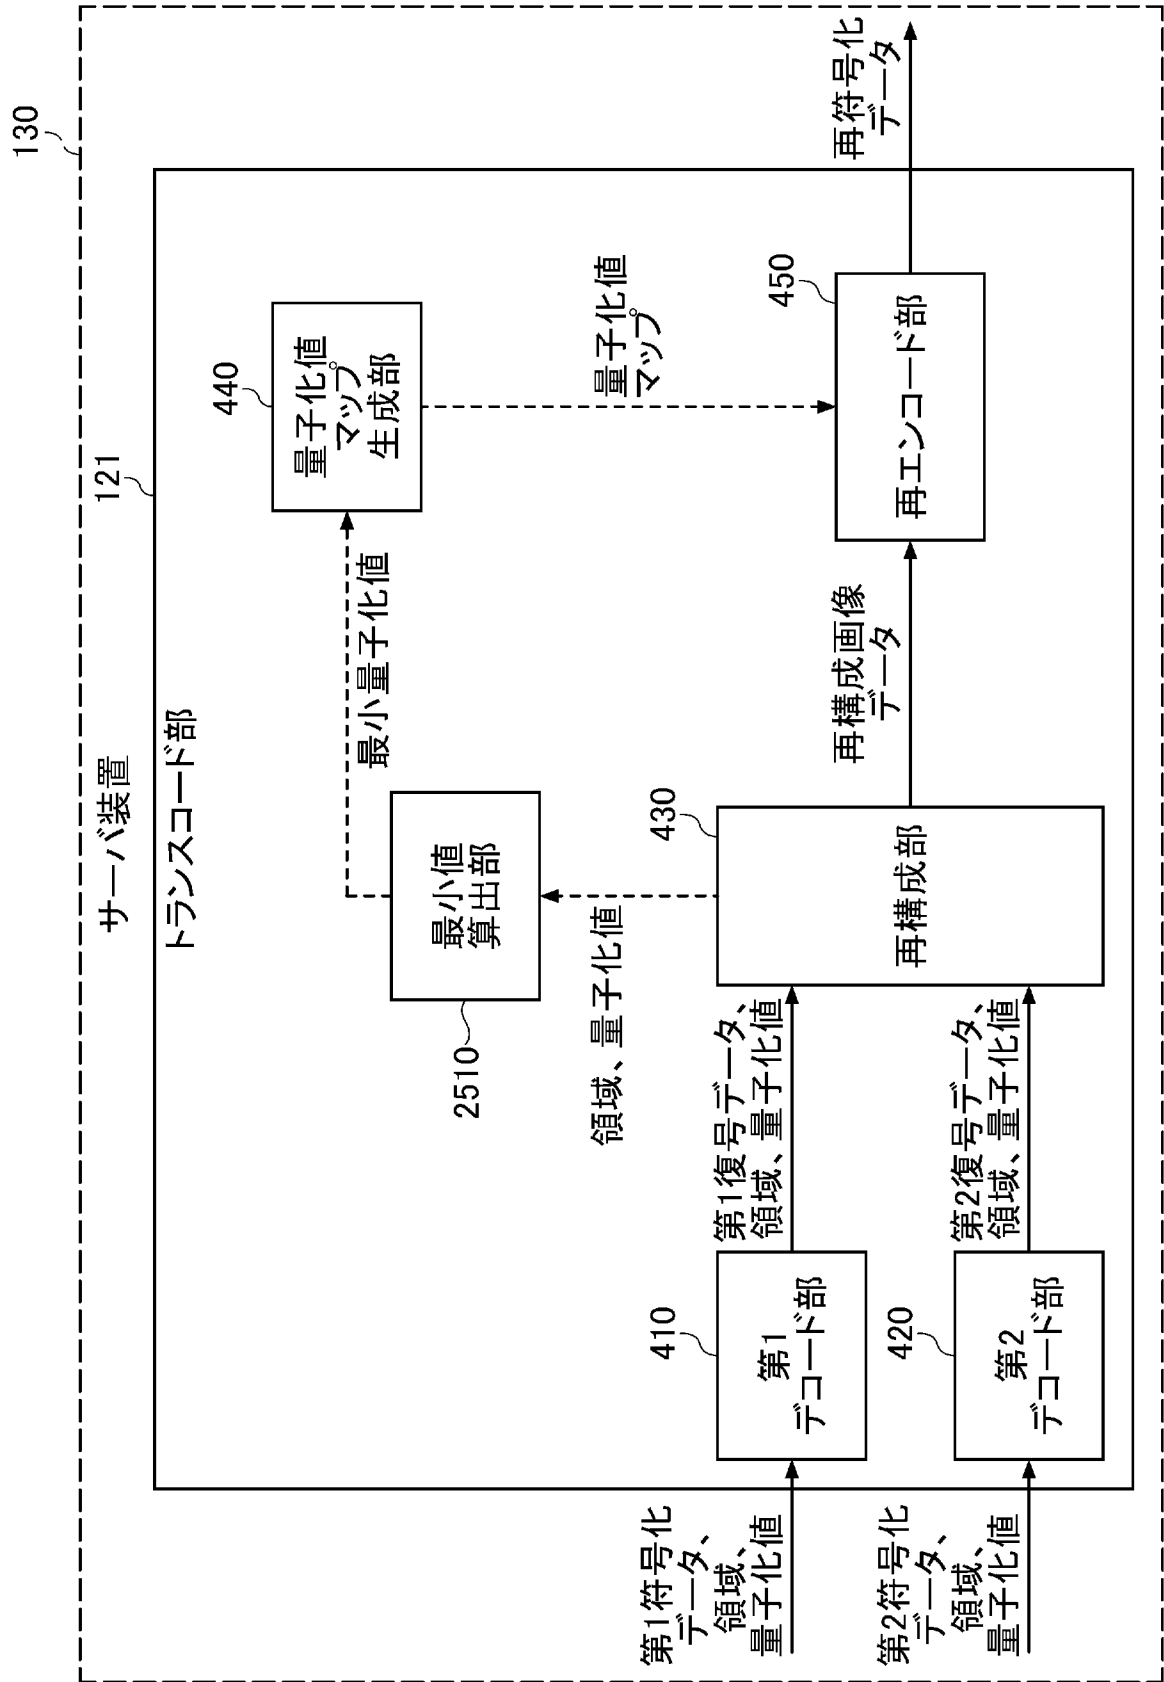 130
サーバ装置
121
トランスコード部
440
量子化値
マップ
生成部
最小量子化値
量子化値
マップ
2510
最小値
算出部
領域、量子化値
450
再エンコード部
再符号化
データ
430
再構成部
再構成画像
データ
410
第1
デコード部
第1復号データ、
領域、量子化値
第1符号化
データ、
領域、
量子化値
420
第2
デコード部
第2復号データ、
領域、量子化値
第2符号化
データ、
領域、
量子化値